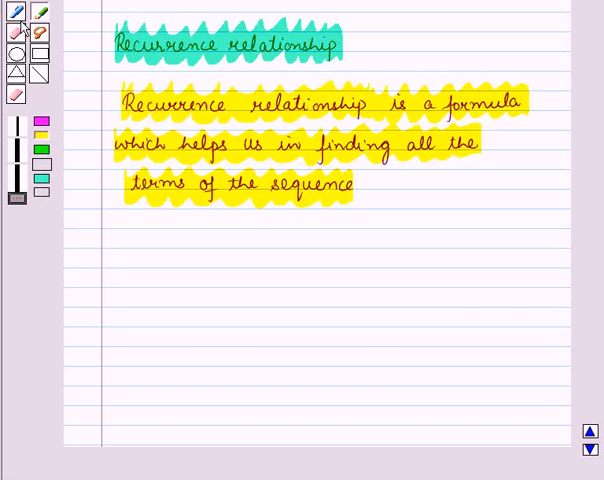 Recurrence relationship
Recurrence relationship is a formula
which helps us in finding all the
terms of the sequence